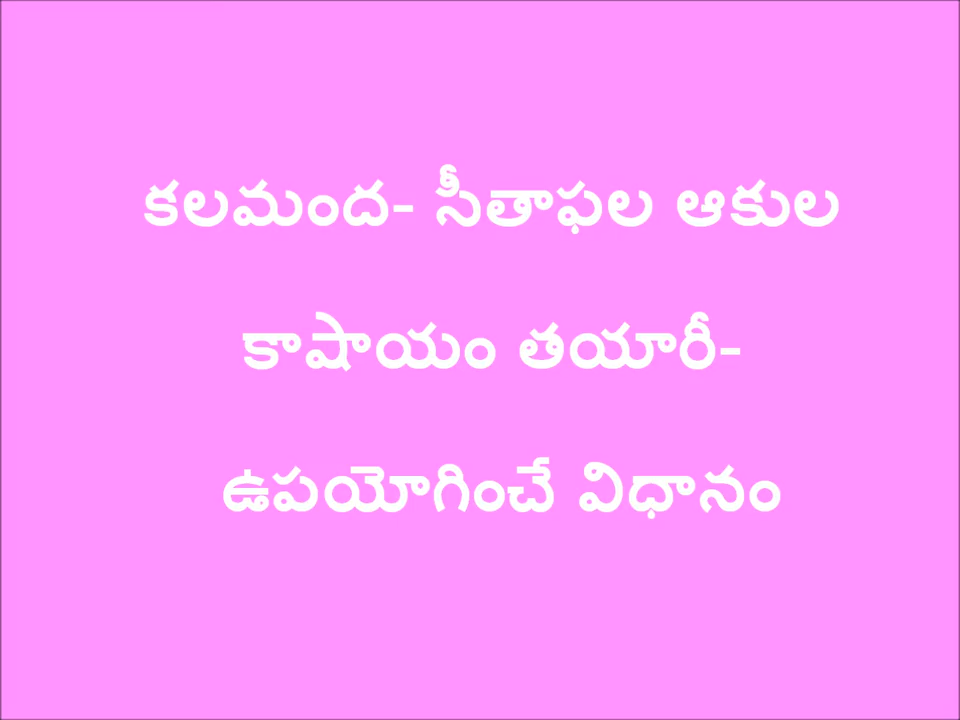 కలమంద- సీతాఫల ఆకుల
కాషాయం తయారీ-
ఉపయోగించే విధానం